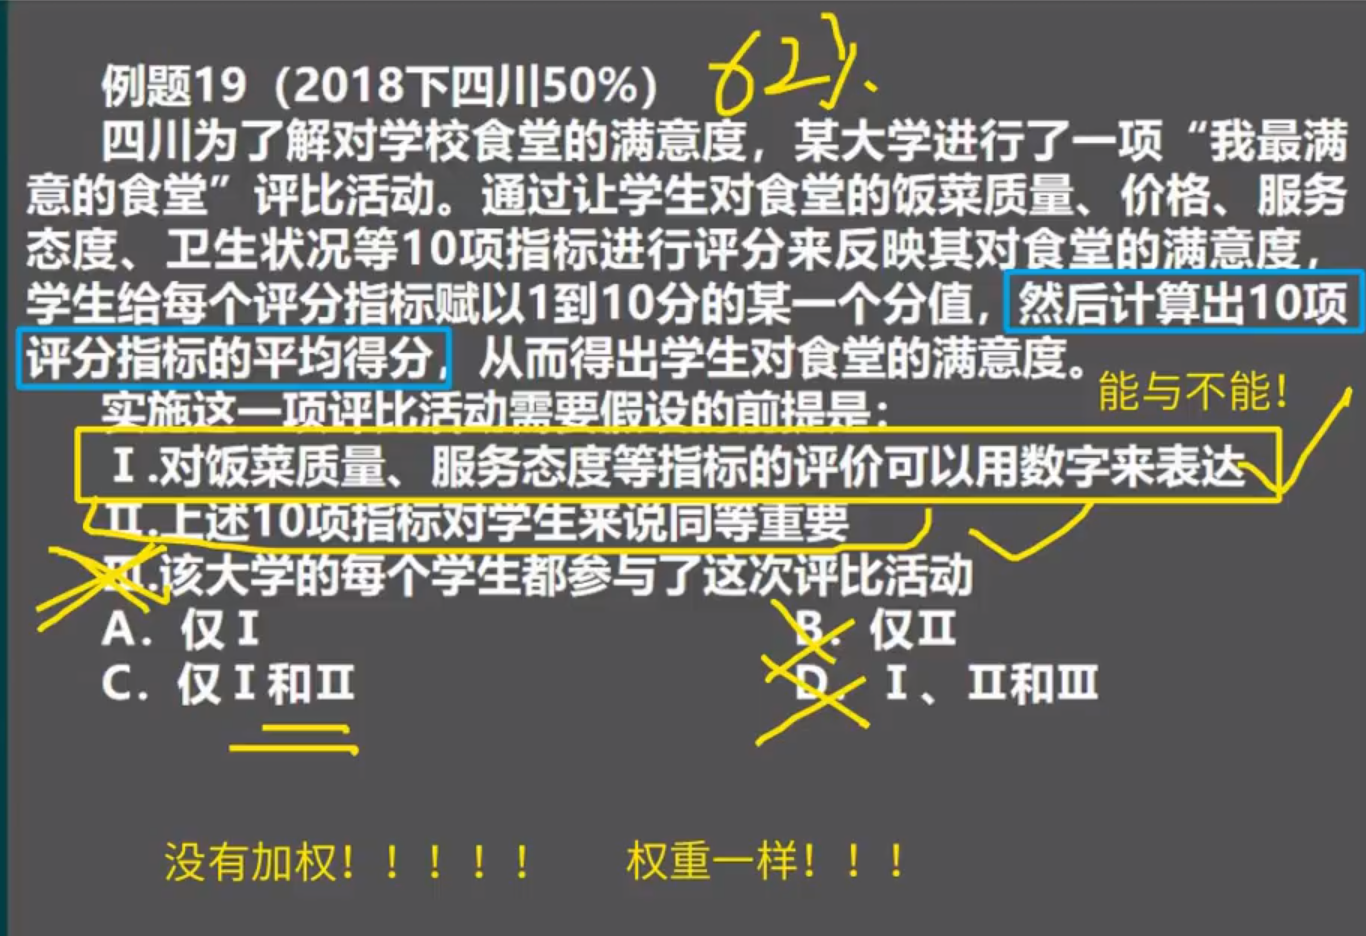 例题19（2018下四川50%） 62%.
四川为了解对学校食堂的满意度，某大学进行了一项“我最满
意的食堂”评比活动。通过让学生对食堂的饭菜质量、价格、服务
态度、卫生状况等10项指标进行评分来反映其对食堂的满意度，
学生给每个评分指标赋以1到10分的某一个分值，然后计算出10项
评分指标的平均得分，从而得出学生对食堂的满意度。
能与不能！
实施这一项评比活动需要假设的前提是：
Ⅰ.对饭菜质量、服务态度等指标的评价可以用数字来表达
Ⅱ.上述10项指标对学生来说同等重要
Ⅲ.该大学的每个学生都参与了这次评比活动
A．仅Ⅰ B．仅Ⅱ
C．仅Ⅰ和Ⅱ D．Ⅰ、Ⅱ和Ⅲ
没有加权！！！！！ 权重一样！！！